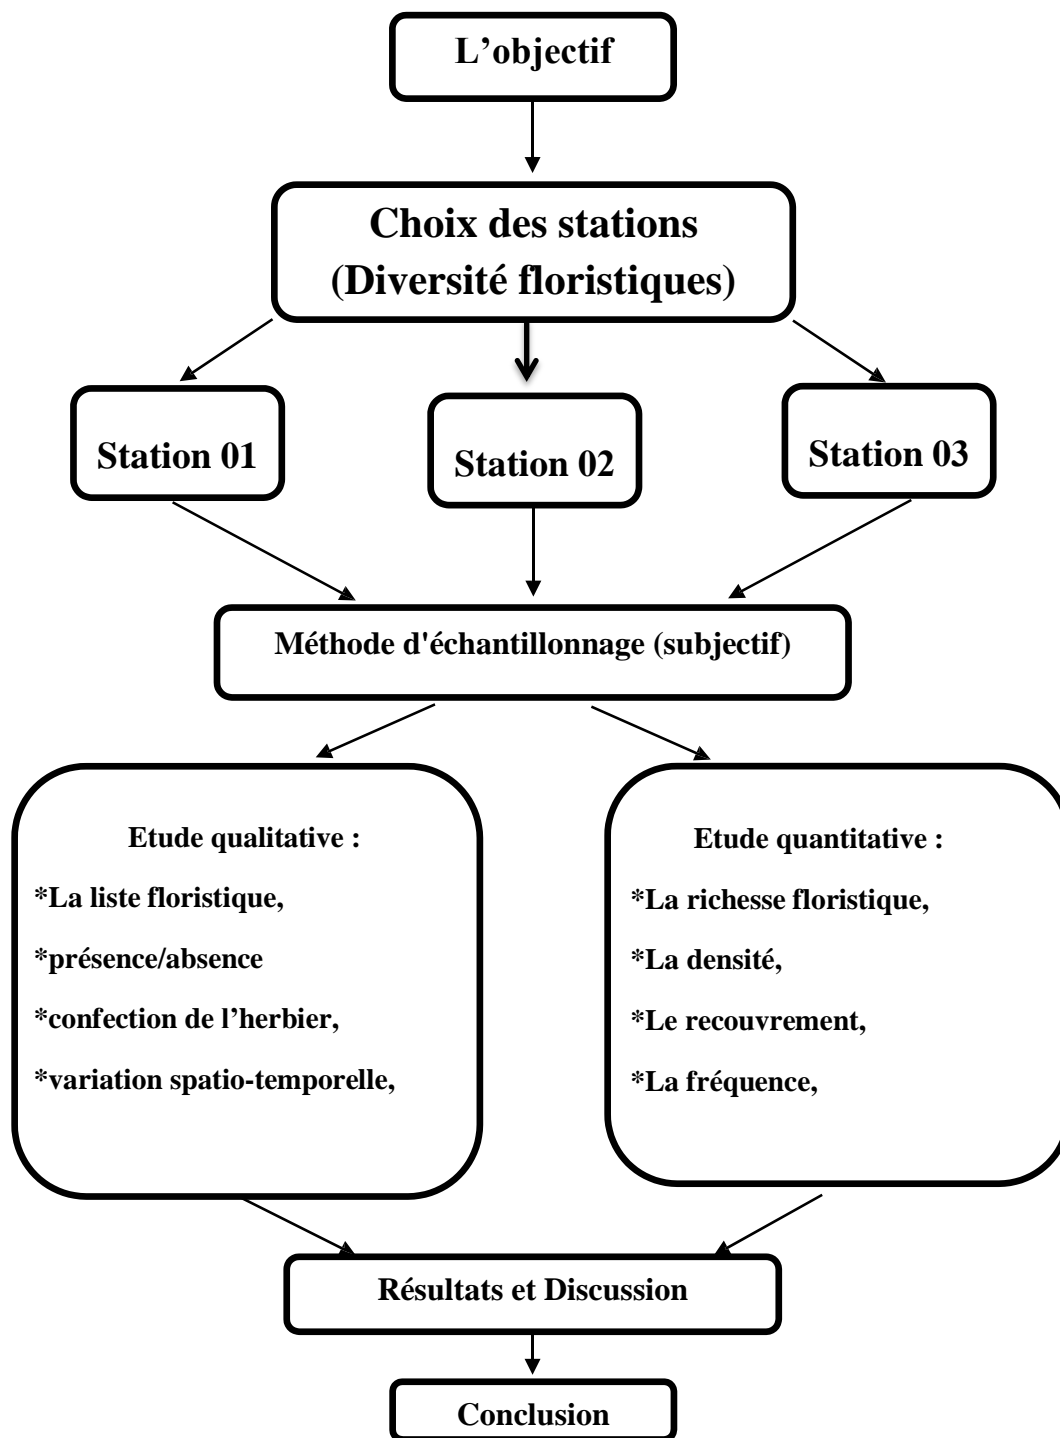 L’objectif
Choix des stations
(Diversité floristiques)
Station 01
Station 02
Station 03
Méthode d'échantillonnage (subjectif)
Etude qualitative :
*La liste floristique,
*présence/absence
*confection de l’herbier,
*variation spatio-temporelle,
Etude quantitative :
*La richesse floristique,
*La densité,
*Le recouvrement,
*La fréquence,
Résultats et Discussion
Conclusion